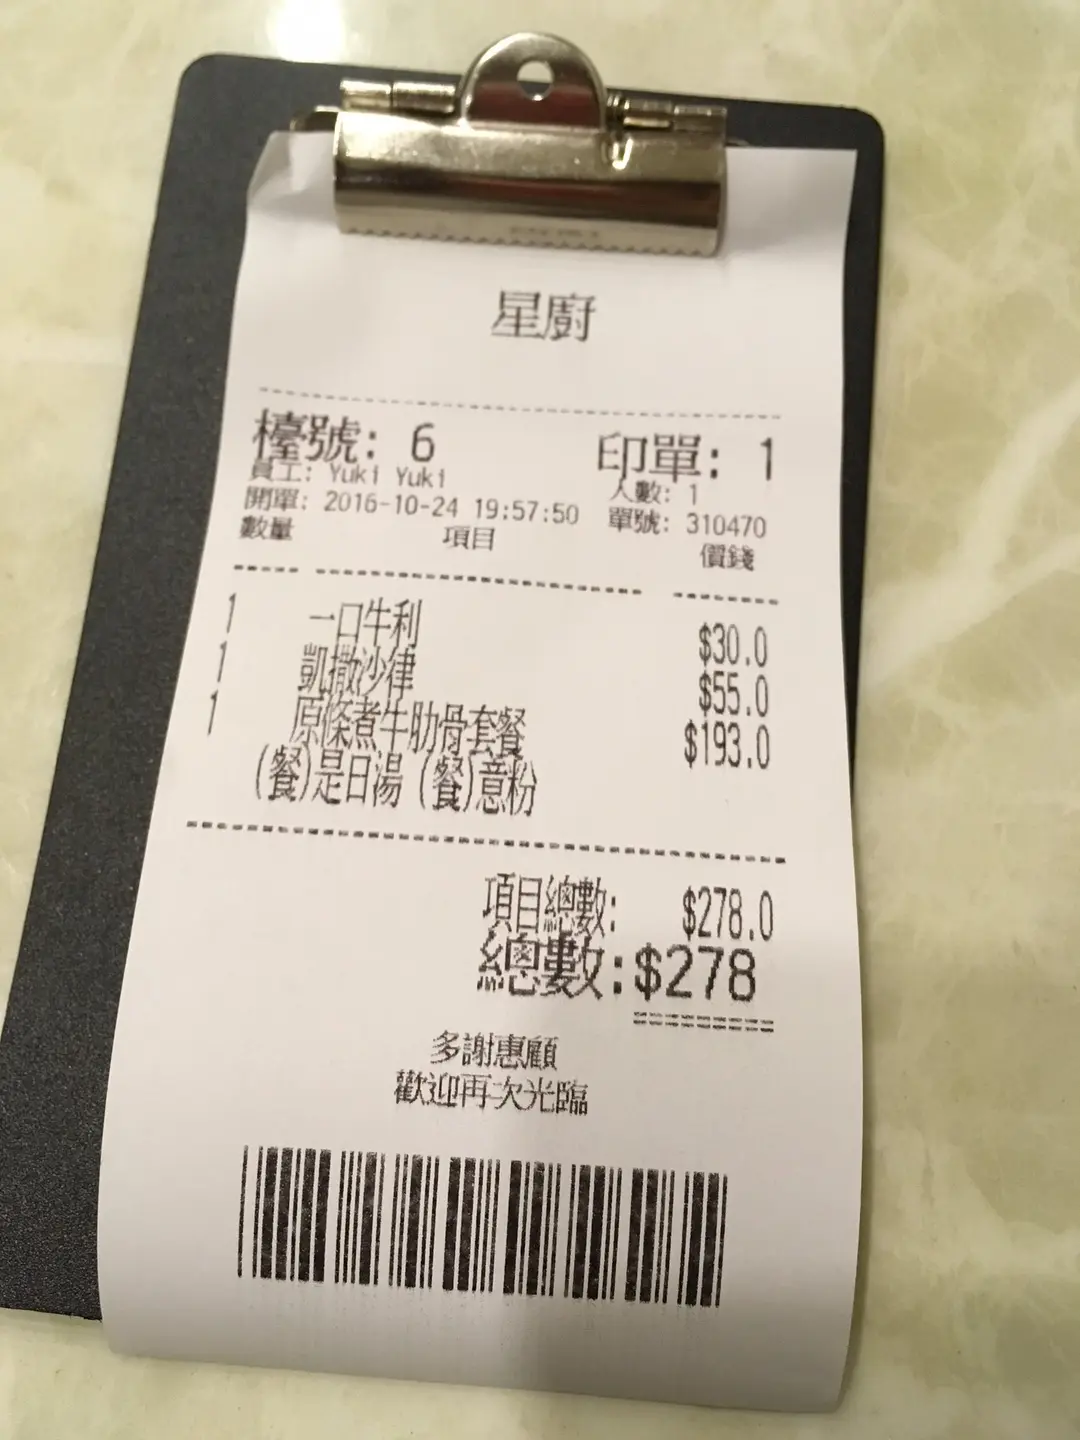 星廚
檯號: 6 印單: 1
員工: Yuki Yuki 人數: 1
開單: 2016-10-24 19:57:50 單號: 310470
數量 項目 價錢
1 一口牛利 $30.0
1 凱撒沙律 $55.0
1 原條煮牛肋骨套餐 $193.0
(餐)是日湯 (餐)意粉
項目總數: $278.0
總數:$278
多謝惠顧
歡迎再次光臨